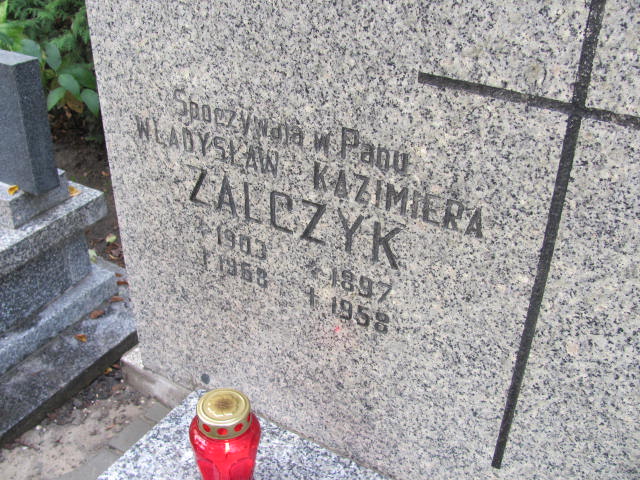 Spoczywają w Panu
WŁADYSŁAW KAZIMIERA
ZALCZYK
* 1903 * 1897
† 1968 † 1958